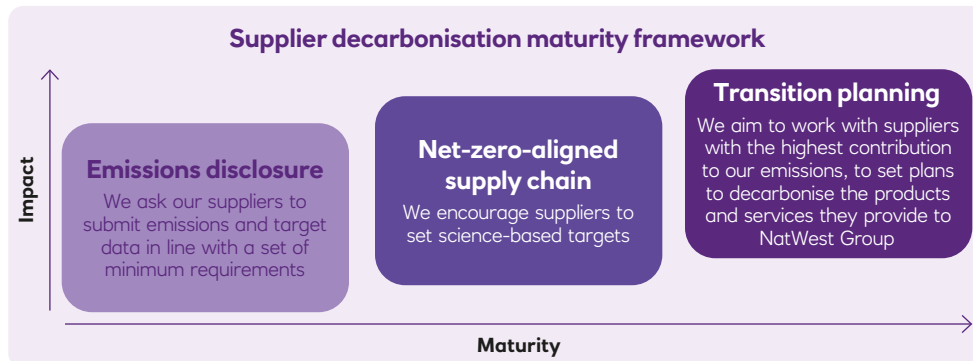 Supplier decarbonisation maturity framework
Impact
Emissions disclosure
We ask our suppliers to
submit emissions and target
data in line with a set of
minimum requirements
Net-zero-aligned
supply chain
We encourage suppliers to
set science-based targets
Transition planning
We aim to work with suppliers
with the highest contribution
to our emissions, to set plans
to decarbonise the products
and services they provide to
NatWest Group
Maturity